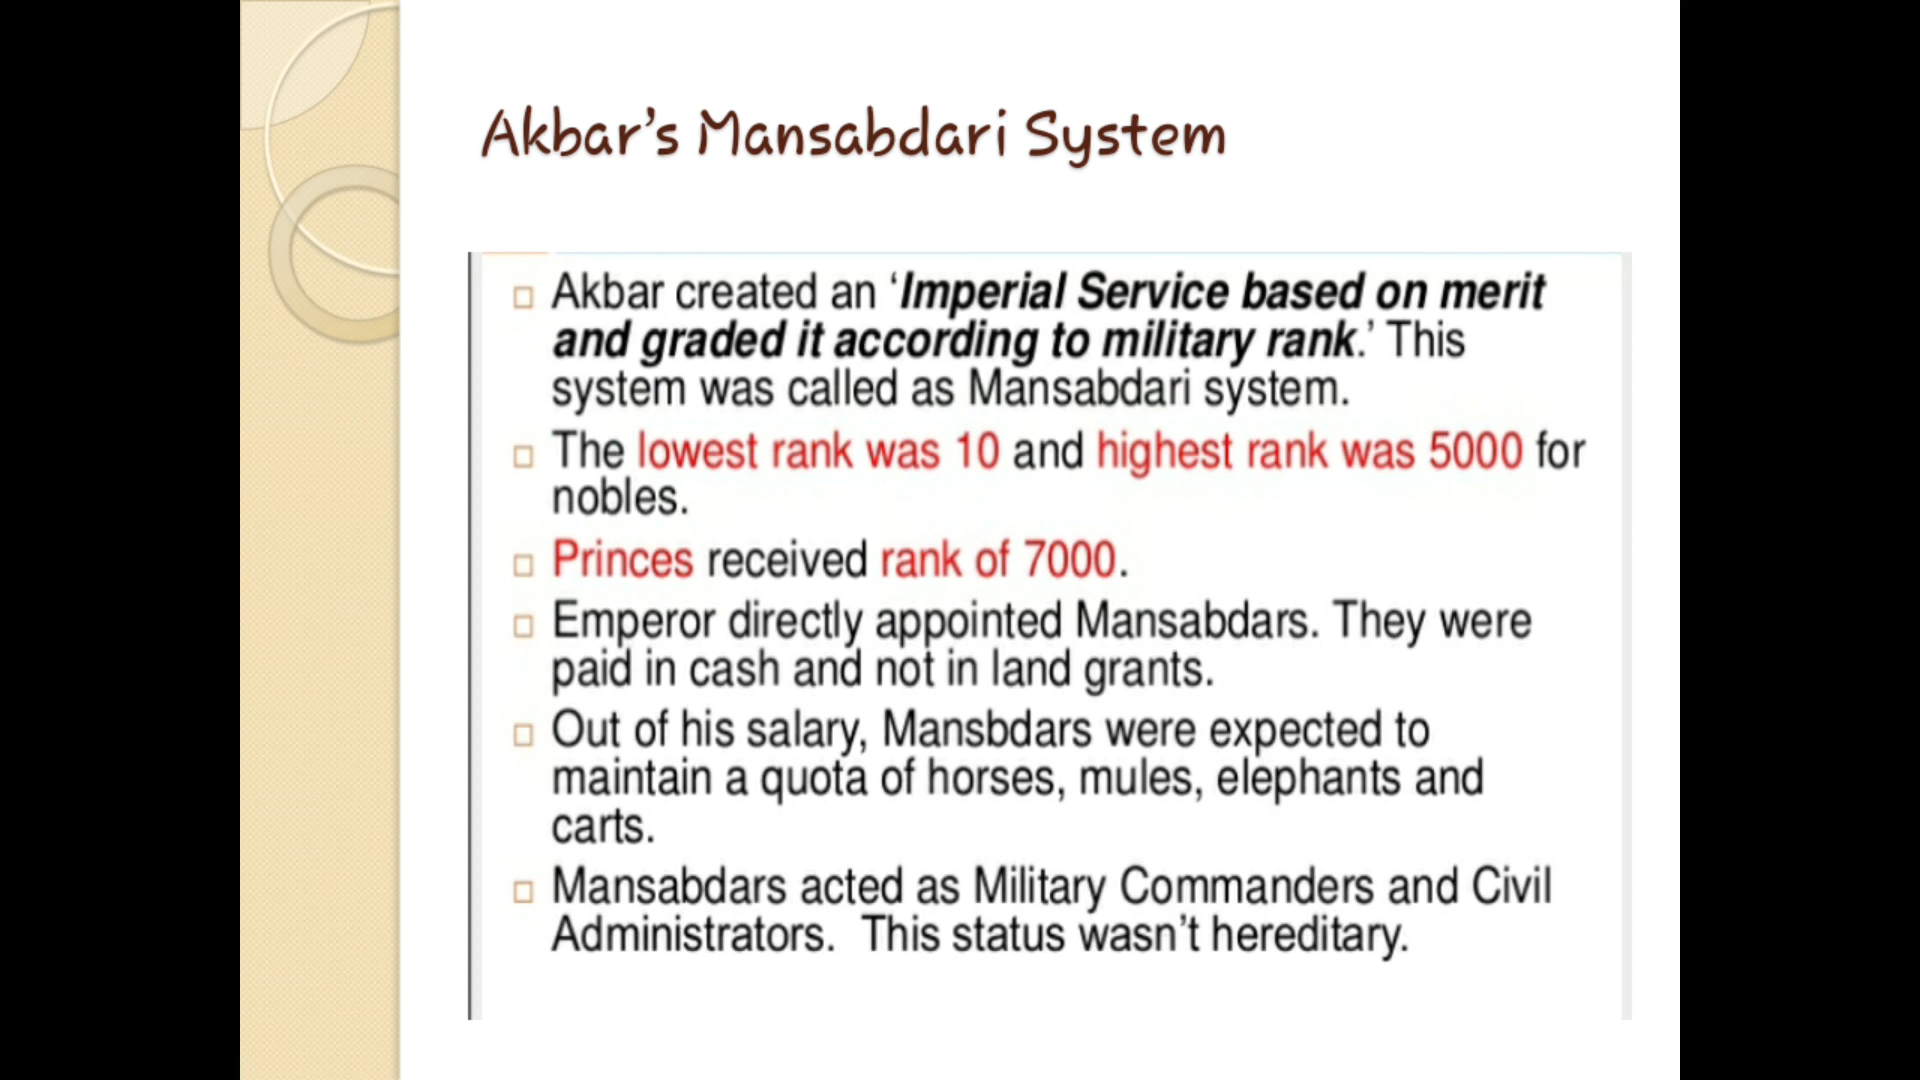 Akbar’s Mansabdari System
Akbar created an ‘Imperial Service based on merit
and graded it according to military rank.’ This
system was called as Mansabdari system.
The lowest rank was 10 and highest rank was 5000 for
nobles.
Princes received rank of 7000.
Emperor directly appointed Mansabdars. They were
paid in cash and not in land grants.
Out of his salary, Mansbdars were expected to
maintain a quota of horses, mules, elephants and
carts.
Mansabdars acted as Military Commanders and Civil
Administrators.  This status wasn’t hereditary.